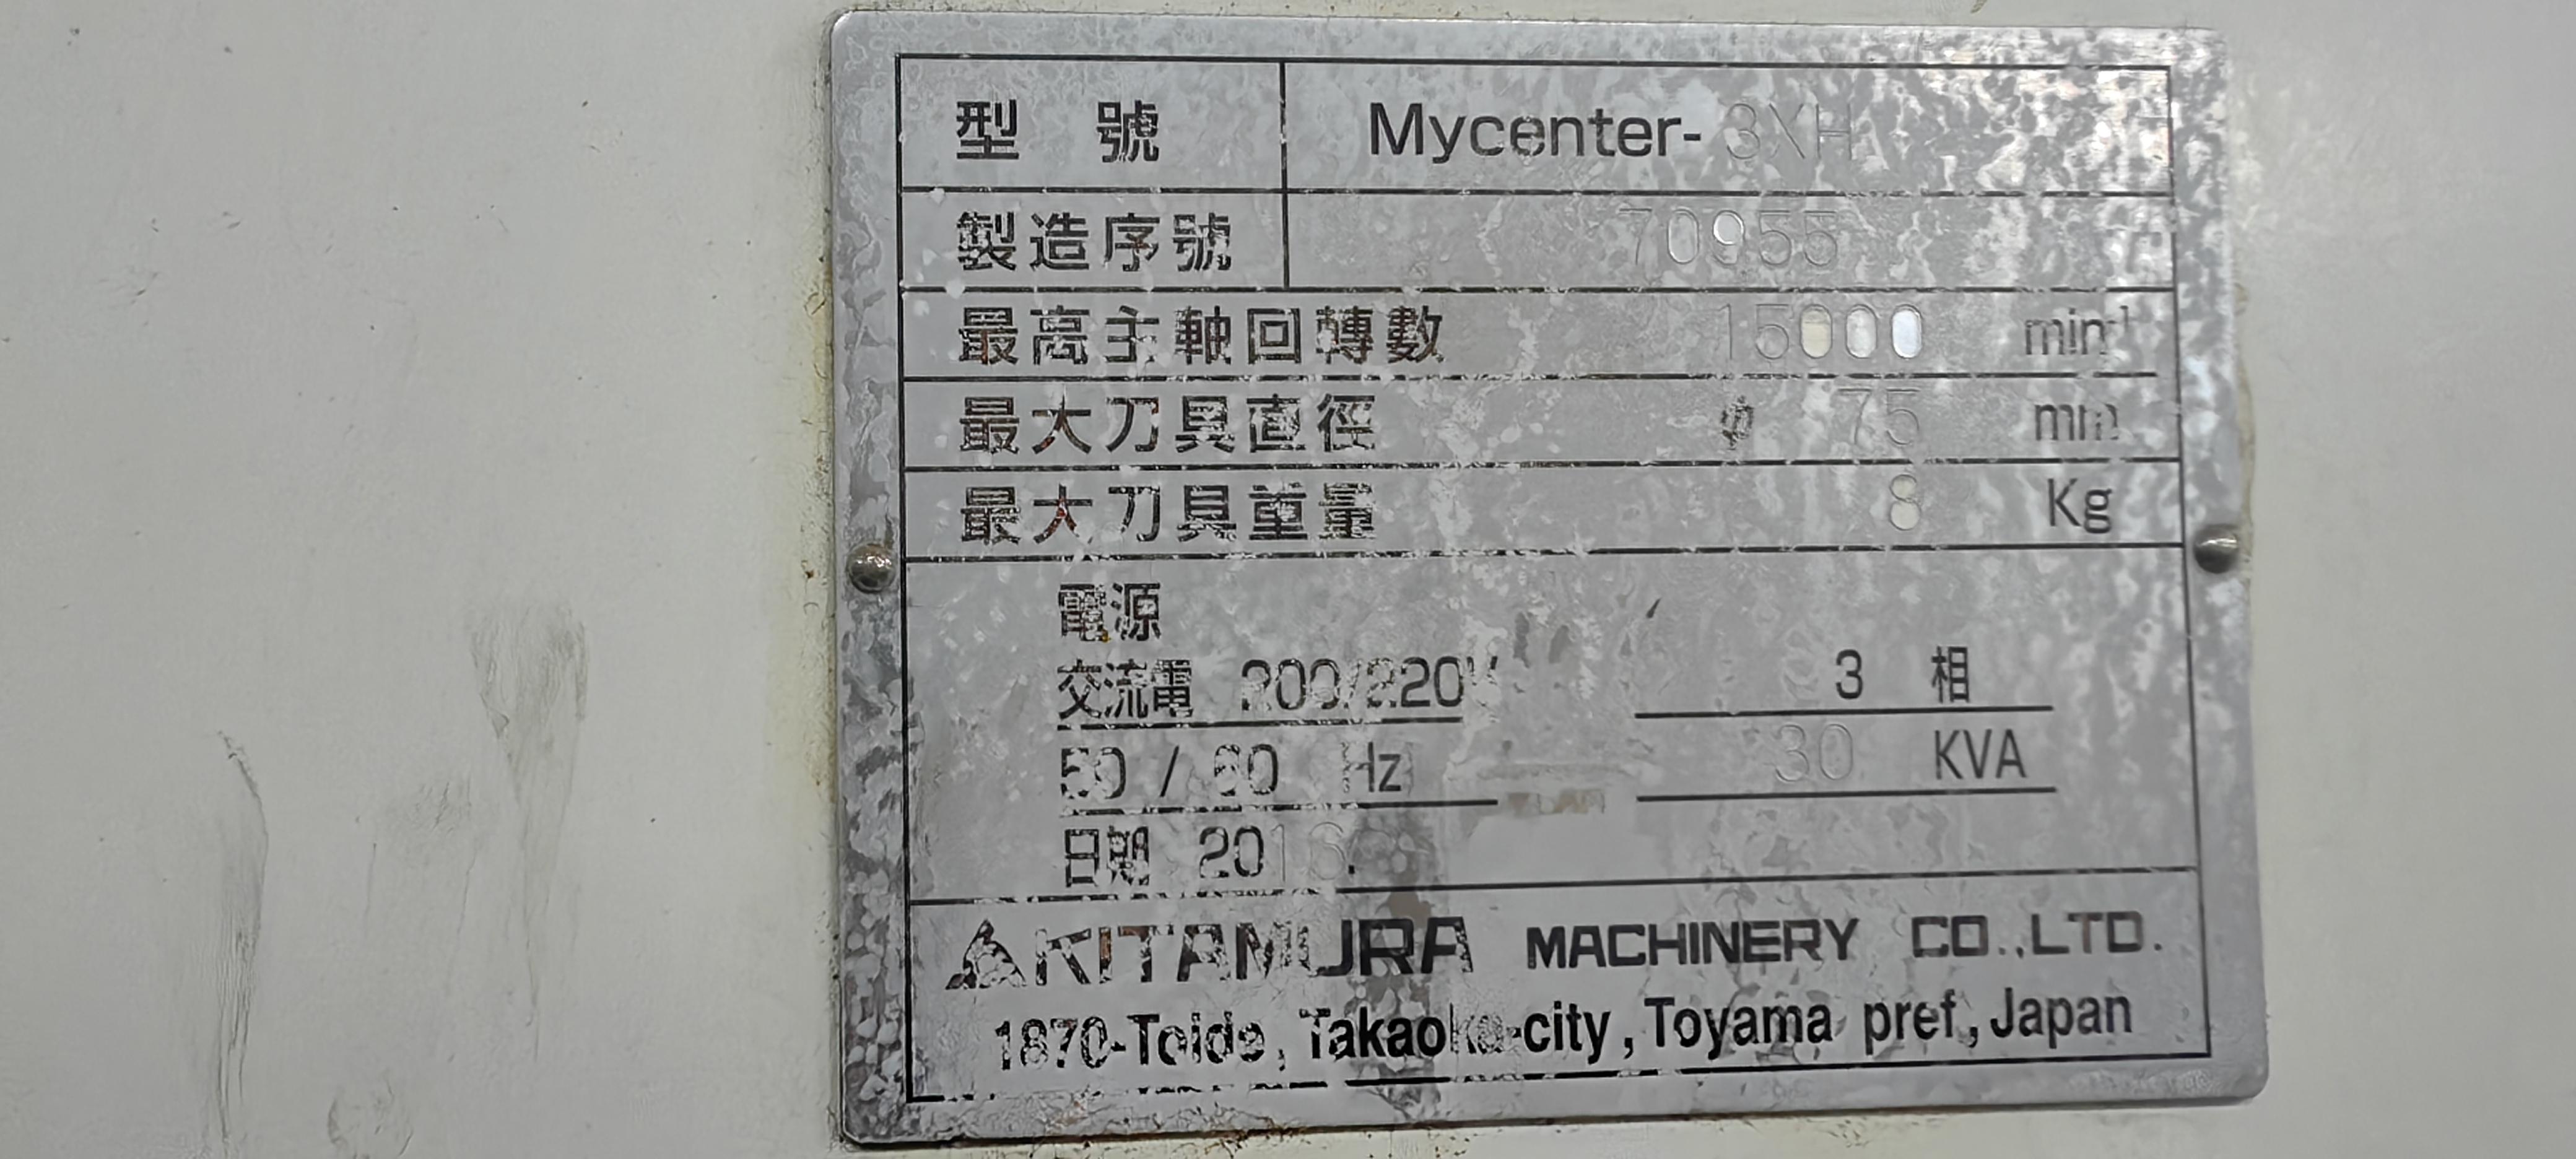 型 號 Mycenter-3XH
製造序號 70955
最高主軸回轉數 15000 min⁻¹
最大刀具直徑 φ 75 mm
最大刀具重量 8 Kg
電源
交流電 200/220V 3 相
50 / 60 Hz 30 KVA
日期 2016.
KITAMURA MACHINERY CO.,LTD.
1870-Toide, Takaoka-city, Toyama pref, Japan